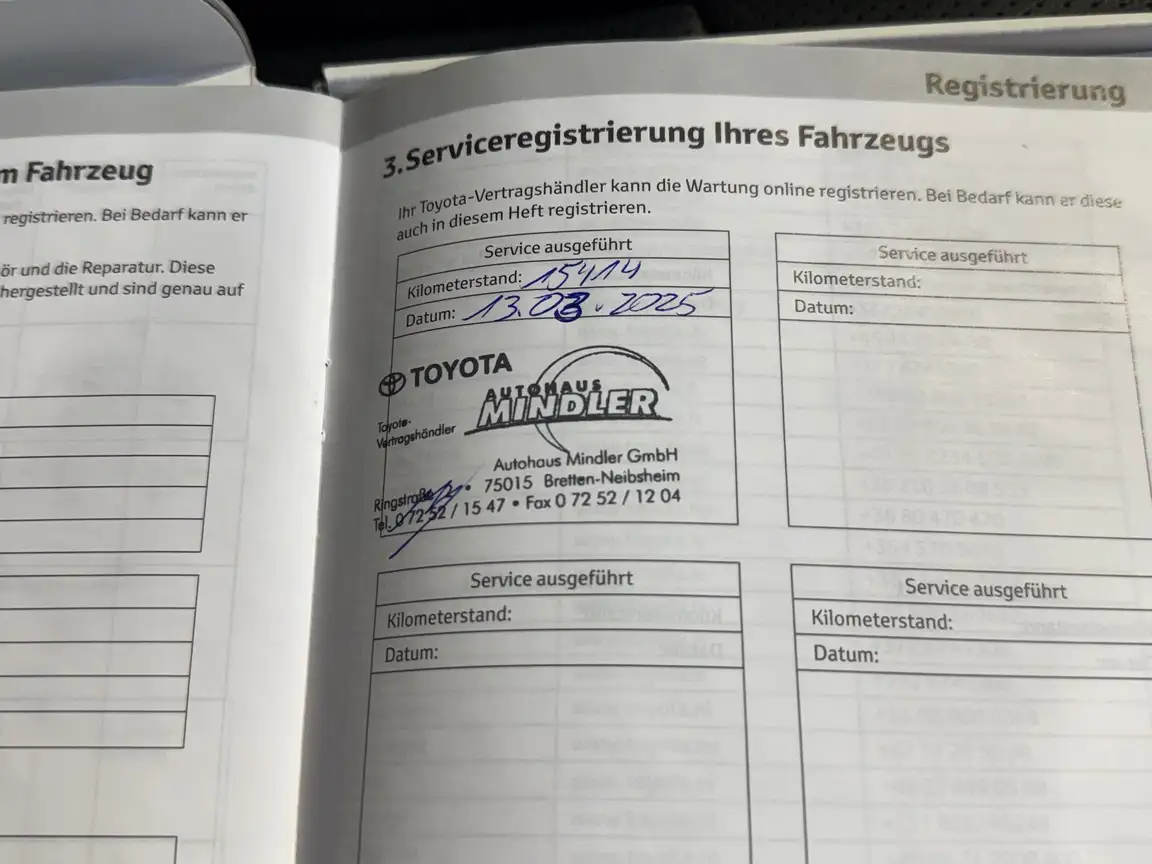 m Fahrzeug
registrieren. Bei Bedarf kann er
ör und die Reparatur. Diese
hergestellt und sind genau auf
Registrierung
3.Serviceregistrierung Ihres Fahrzeugs
Ihr Toyota-Vertragshändler kann die Wartung online registrieren. Bei Bedarf kann er diese
auch in diesem Heft registrieren.
Service ausgeführt
Kilometerstand: 15414
Datum: 13.03.2025
TOYOTA
AUTOHAUS
MINDLER
Toyota-
Vertragshändler
Autohaus Mindler GmbH
Ringstraße • 75015 Bretten-Neibsheim
Tel. 0 72 52 / 15 47 • Fax 0 72 52 / 12 04
Service ausgeführt
Kilometerstand:
Datum:
Service ausgeführt
Kilometerstand:
Datum:
Service ausgeführt
Kilometerstand:
Datum: